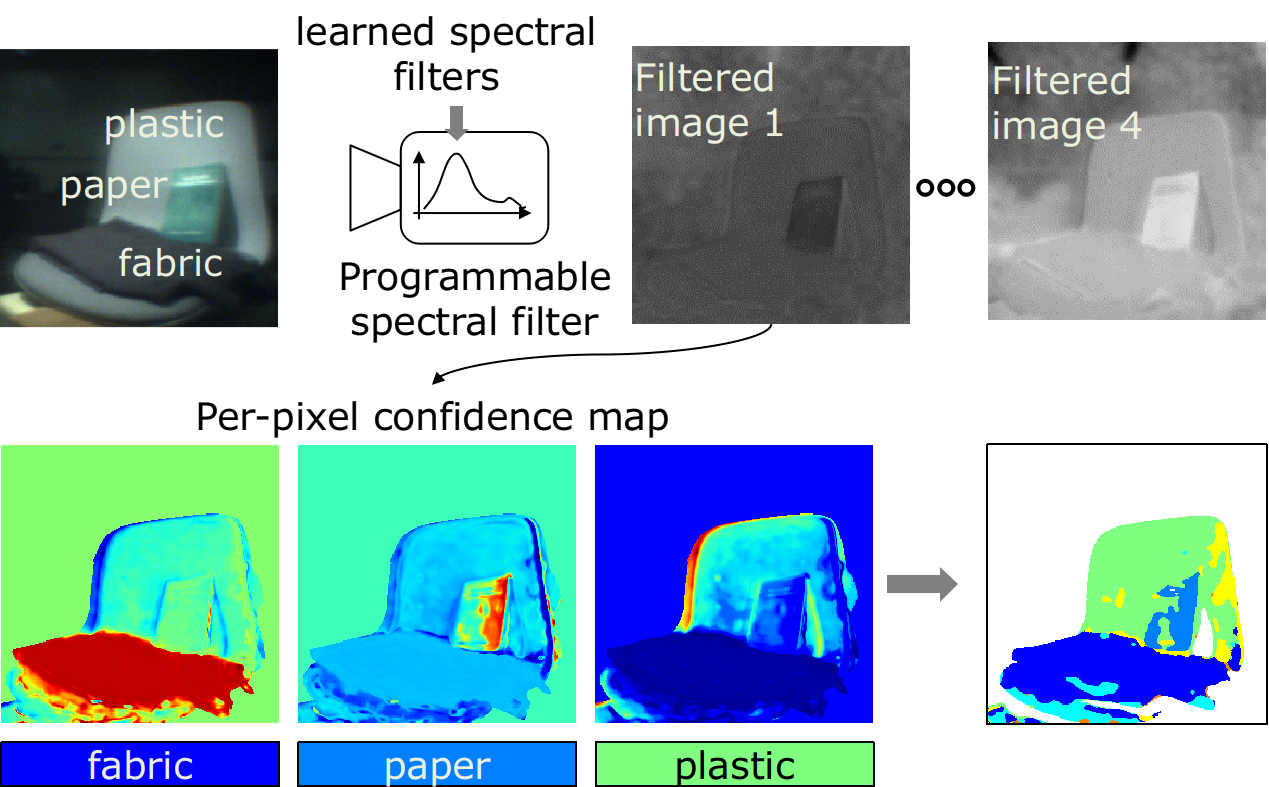 learned spectral
filters
plastic
paper
fabric
Programmable
spectral filter
Filtered
image 1
Filtered
image 4
Per-pixel confidence map
fabric
paper
plastic